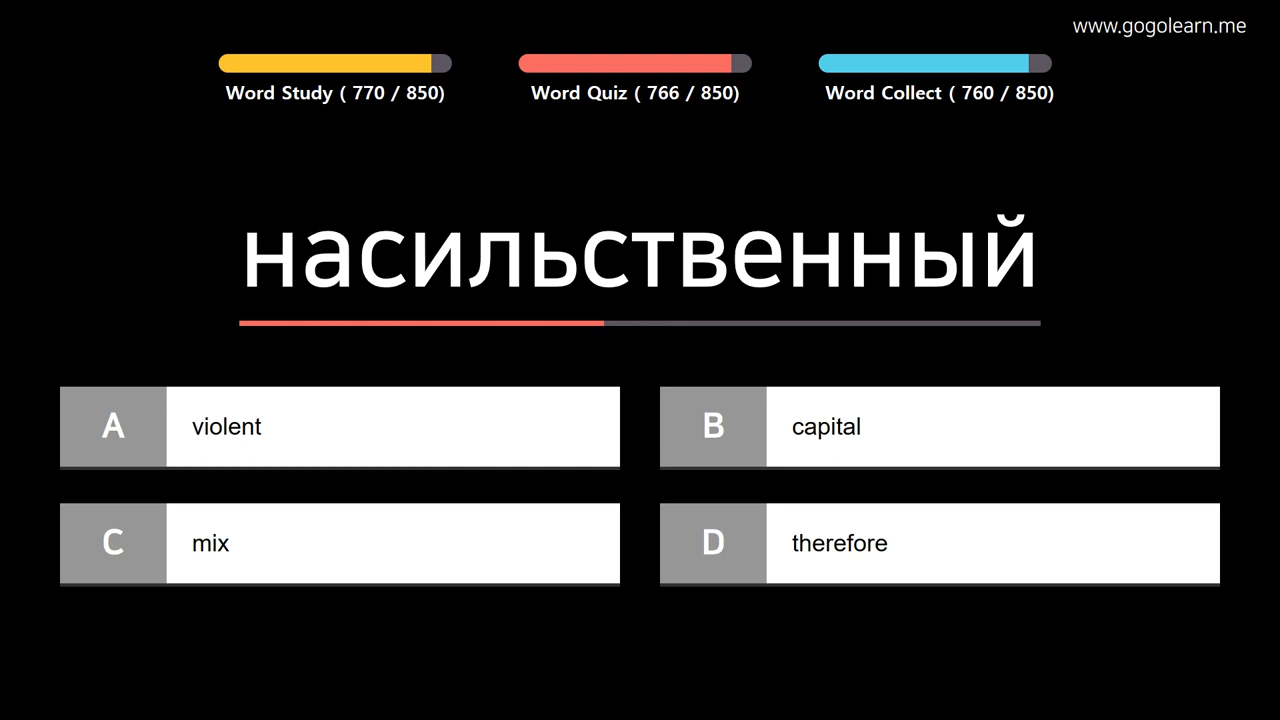 www.gogolearn.me
Word Study ( 770 / 850)
Word Quiz ( 766 / 850)
Word Collect ( 760 / 850)
насильственный
A violent
B capital
C mix
D therefore